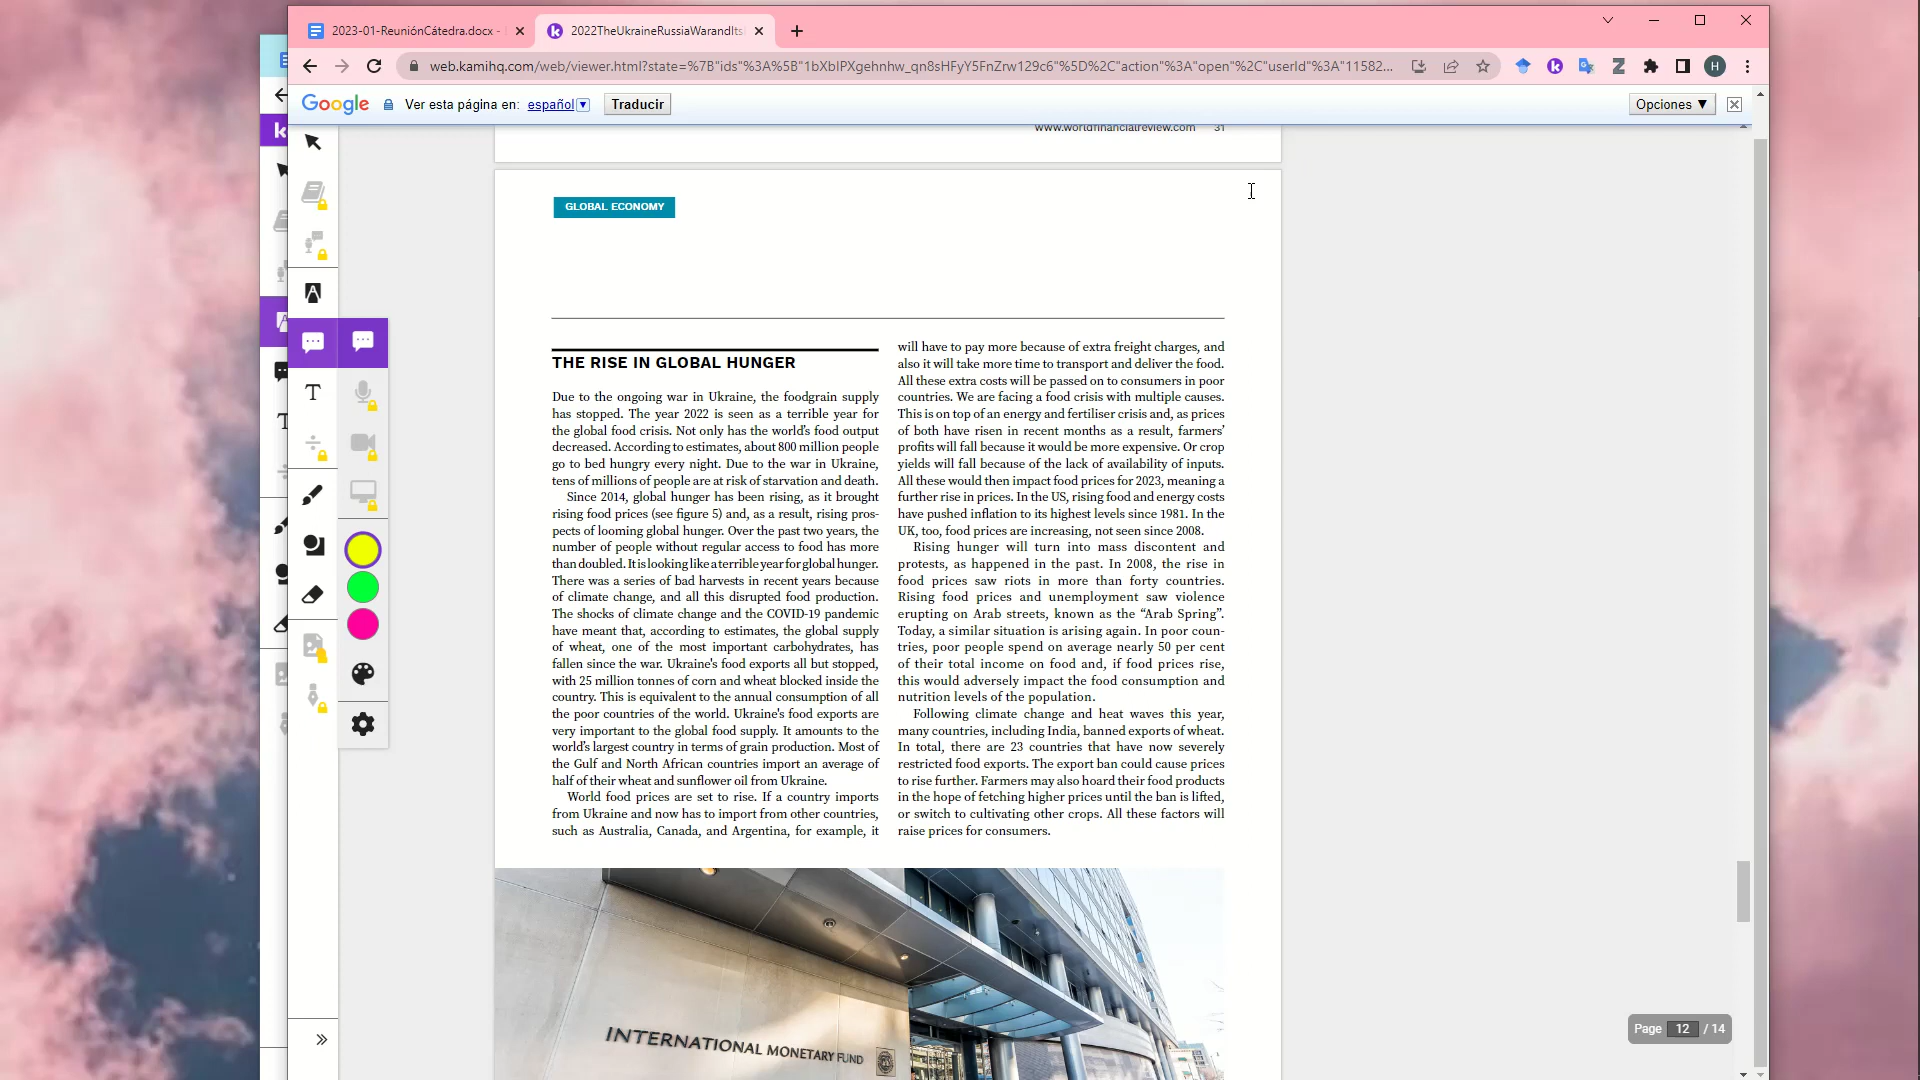 2023-01-ReuniónCátedra.docx -
2022TheUkraineRussiaWarandIts
web.kamihq.com/web/viewer.html?state=%7B"ids"%3A%5B"1bXbIPXgehnhw_qn8sHFyY5FnZrw129c6"%5D%2C"action"%3A"open"%2C"userId"%3A"11582...
H
Google Ver esta página en: español Traducir
Opciones ▼
www.worldfinancialreview.com 31
GLOBAL ECONOMY
THE RISE IN GLOBAL HUNGER
Due to the ongoing war in Ukraine, the foodgrain supply
has stopped. The year 2022 is seen as a terrible year for
the global food crisis. Not only has the world's food output
decreased. According to estimates, about 800 million people
go to bed hungry every night. Due to the war in Ukraine,
tens of millions of people are at risk of starvation and death.
Since 2014, global hunger has been rising, as it brought
rising food prices (see figure 5) and, as a result, rising pros-
pects of looming global hunger. Over the past two years, the
number of people without regular access to food has more
than doubled. It is looking like a terrible year for global hunger.
There was a series of bad harvests in recent years because
of climate change, and all this disrupted food production.
The shocks of climate change and the COVID-19 pandemic
have meant that, according to estimates, the global supply
of wheat, one of the most important carbohydrates, has
fallen since the war. Ukraine's food exports all but stopped,
with 25 million tonnes of corn and wheat blocked inside the
country. This is equivalent to the annual consumption of all
the poor countries of the world. Ukraine's food exports are
very important to the global food supply. It amounts to the
world's largest country in terms of grain production. Most of
the Gulf and North African countries import an average of
half of their wheat and sunflower oil from Ukraine.
World food prices are set to rise. If a country imports
from Ukraine and now has to import from other countries,
such as Australia, Canada, and Argentina, for example, it
will have to pay more because of extra freight charges, and
also it will take more time to transport and deliver the food.
All these extra costs will be passed on to consumers in poor
countries. We are facing a food crisis with multiple causes.
This is on top of an energy and fertiliser crisis and, as prices
of both have risen in recent months as a result, farmers'
profits will fall because it would be more expensive. Or crop
yields will fall because of the lack of availability of inputs.
All these would then impact food prices for 2023, meaning a
further rise in prices. In the US, rising food and energy costs
have pushed inflation to its highest levels since 1981. In the
UK, too, food prices are increasing, not seen since 2008.
Rising hunger will turn into mass discontent and
protests, as happened in the past. In 2008, the rise in
food prices saw riots in more than forty countries.
Rising food prices and unemployment saw violence
erupting on Arab streets, known as the "Arab Spring".
Today, a similar situation is arising again. In poor coun-
tries, poor people spend on average nearly 50 per cent
of their total income on food and, if food prices rise,
this would adversely impact the food consumption and
nutrition levels of the population.
Following climate change and heat waves this year,
many countries, including India, banned exports of wheat.
In total, there are 23 countries that have now severely
restricted food exports. The export ban could cause prices
to rise further. Farmers may also hoard their food products
in the hope of fetching higher prices until the ban is lifted,
or switch to cultivating other crops. All these factors will
raise prices for consumers.
INTERNATIONAL MONETARY FUND
Page 12 / 14